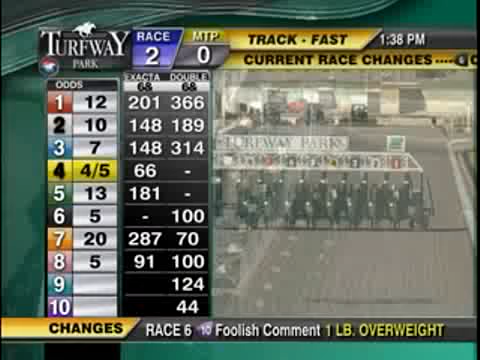 TURFWAY
PARK
RACE
2
MTP
0
TRACK - FAST
1:38 PM
CURRENT RACE CHANGES
ODDS
EXACTA
6&
DOUBLE
6&
1 12 201 366
2 10 148 189
3 7 148 314
4 4/5 66 -
5 13 181 -
6 5 - 100
7 20 287 70
8 5 91 100
9 124
10 44
TURFWAY PARK
CHANGES RACE 6 10 Foolish Comment 1 LB. OVERWEIGHT